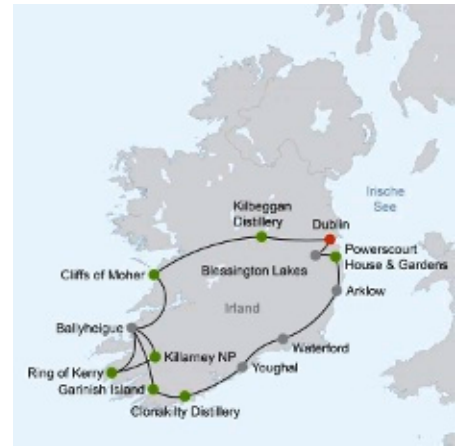 Kilbeggan
Distillery
Dublin
Irische
See
Powerscourt
House & Gardens
Blessington Lakes
Cliffs of Moher
Arklow
Irland
Ballyheigue
Waterford
Killarney NP
Youghal
Ring of Kerry
Garinish Island
Clonakilty Distillery